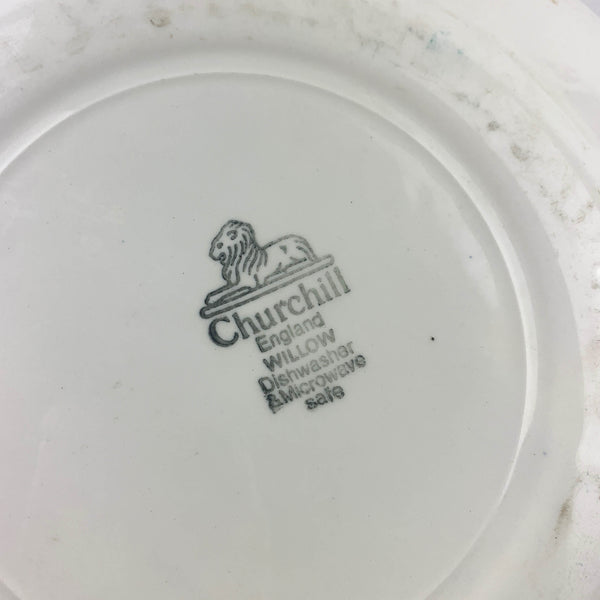 Churchill
England
WILLOW
Dishwasher
&Microwave
safe